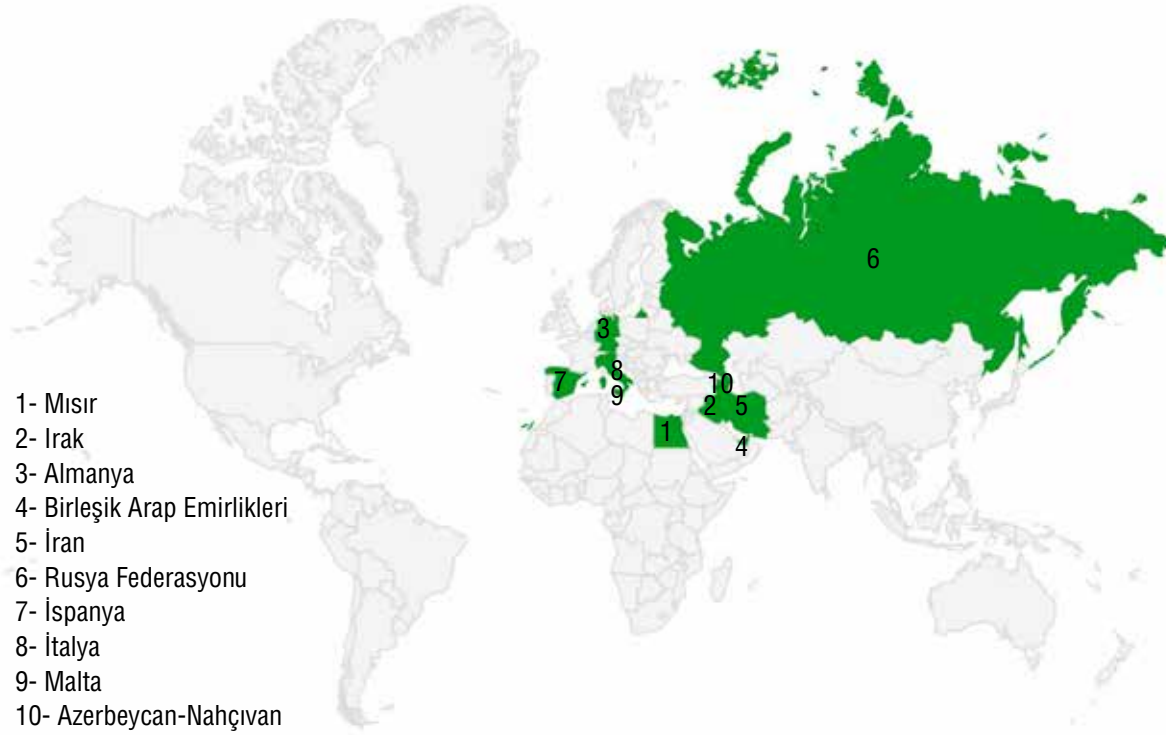 6
3
8
7
10
9
2
5
1
4
1- Mısır
2- Irak
3- Almanya
4- Birleşik Arap Emirlikleri
5- İran
6- Rusya Federasyonu
7- İspanya
8- İtalya
9- Malta
10- Azerbeycan-Nahçıvan